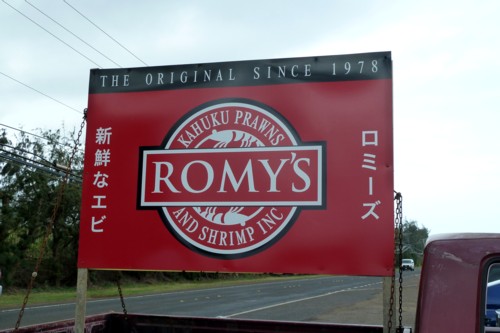 THE ORIGINAL SINCE 1978
新鮮なエビ
KAHUKU PRAWNS
ROMY'S
AND SHRIMP INC
ロミーズ